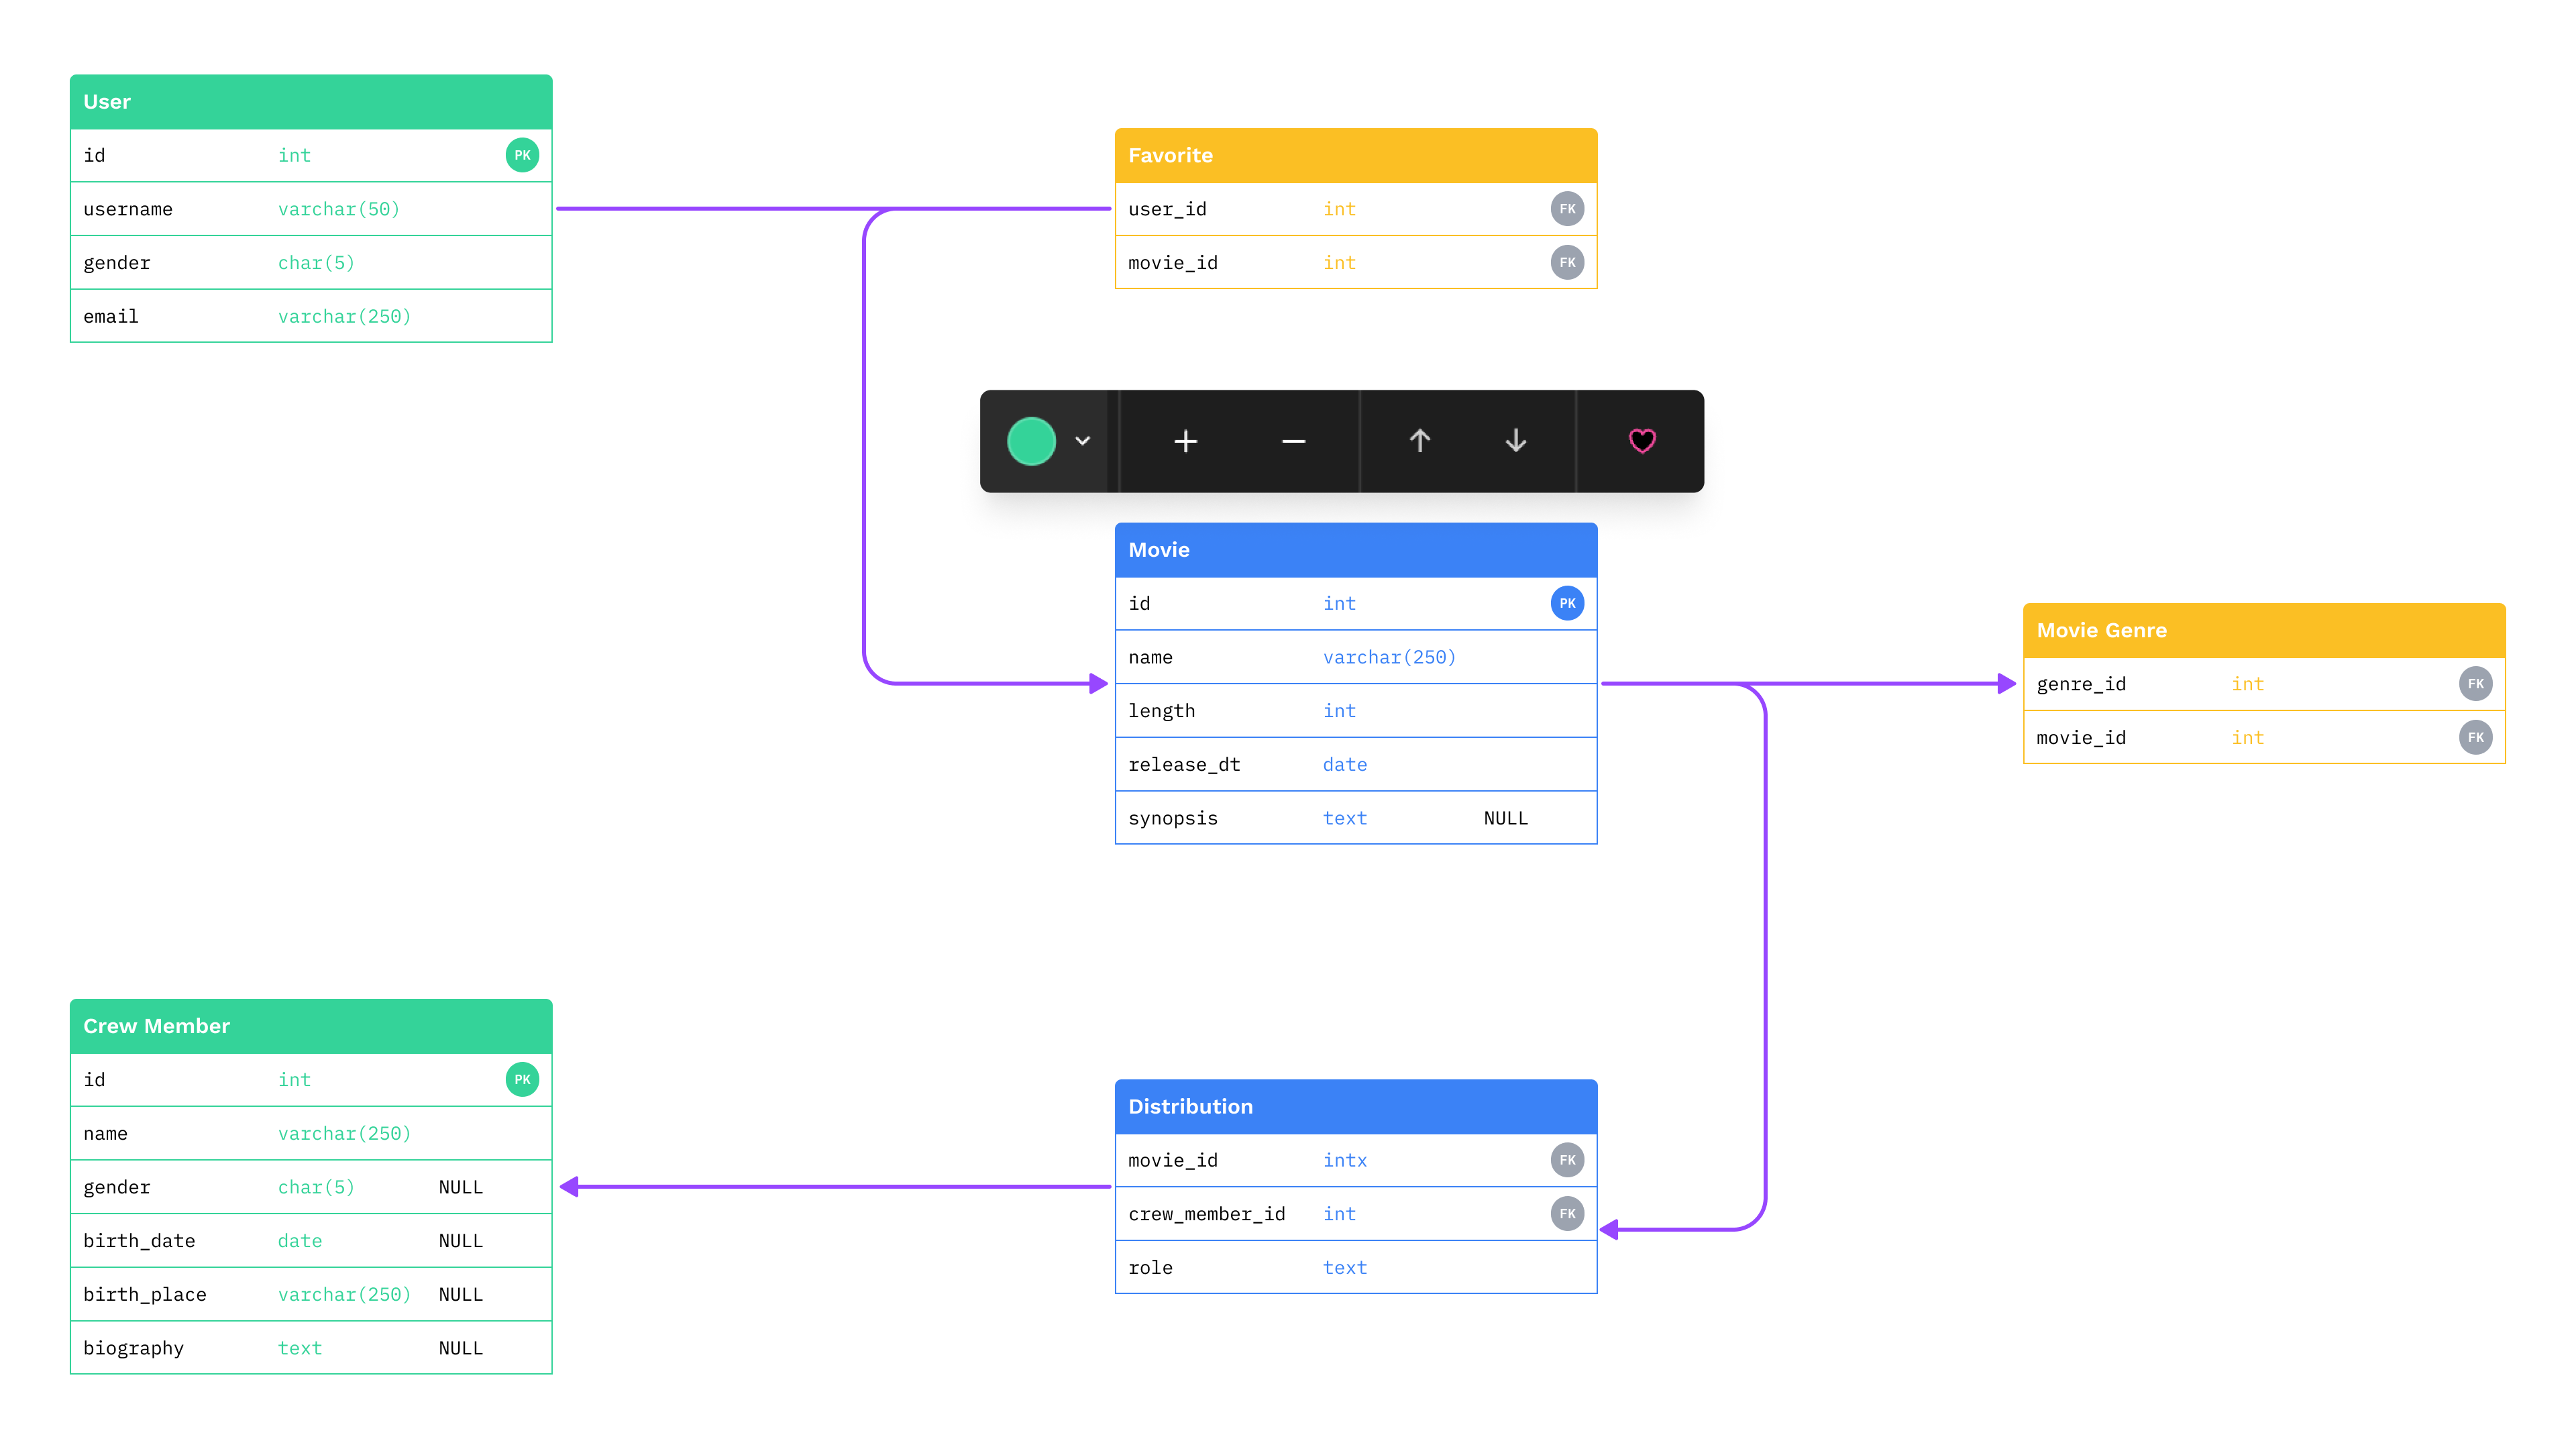 User
id int PK
username varchar(50)
gender char(5)
email varchar(250)
Favorite
user_id int FK
movie_id int FK
Movie
id int PK
name varchar(250)
length int
release_dt date
synopsis text NULL
Movie Genre
genre_id int FK
movie_id int FK
Crew Member
id int PK
name varchar(250)
gender char(5) NULL
birth_date date NULL
birth_place varchar(250) NULL
biography text NULL
Distribution
movie_id intx FK
crew_member_id int FK
role text